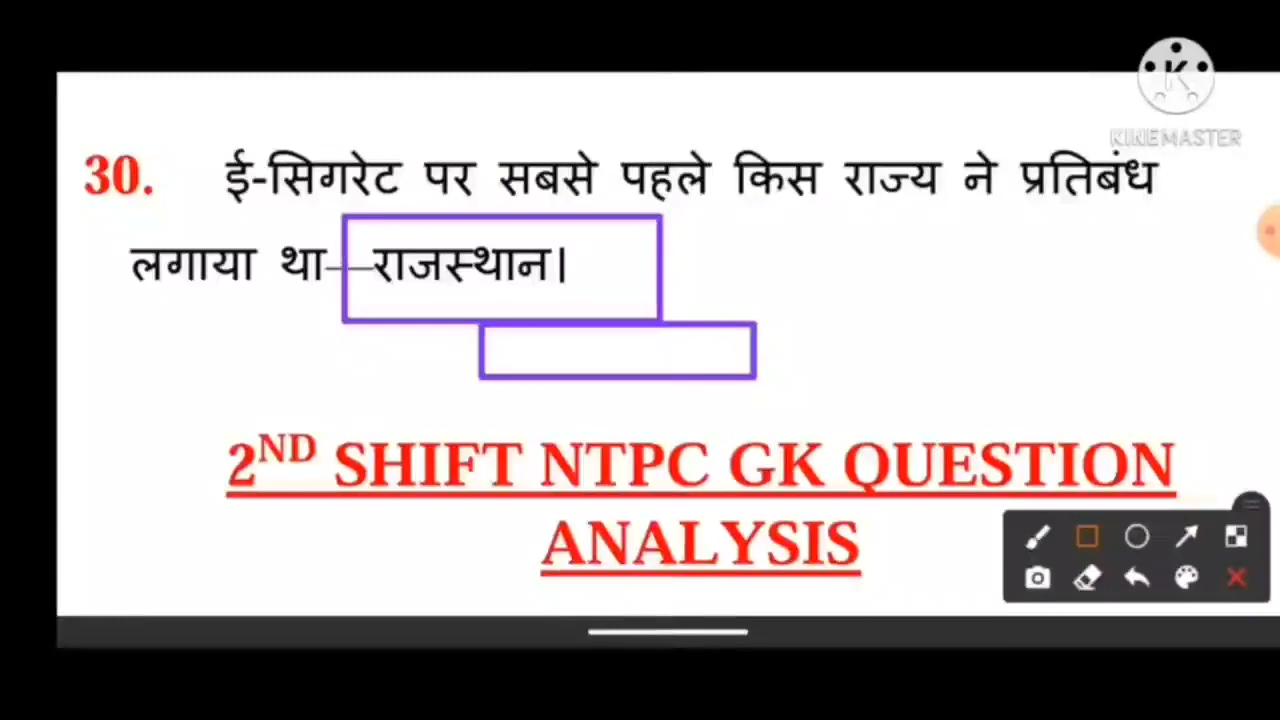 KINEMASTER
30. ई-सिगरेट पर सबसे पहले किस राज्य ने प्रतिबंध
लगाया था—राजस्थान।
2ND SHIFT NTPC GK QUESTION
ANALYSIS